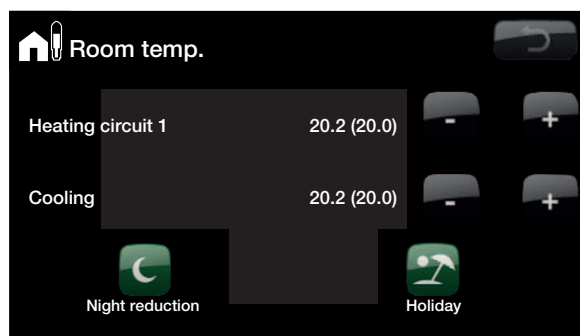 Room temp.
Heating circuit 1 20.2 (20.0) - +
Cooling 20.2 (20.0) - +
Night reduction Holiday